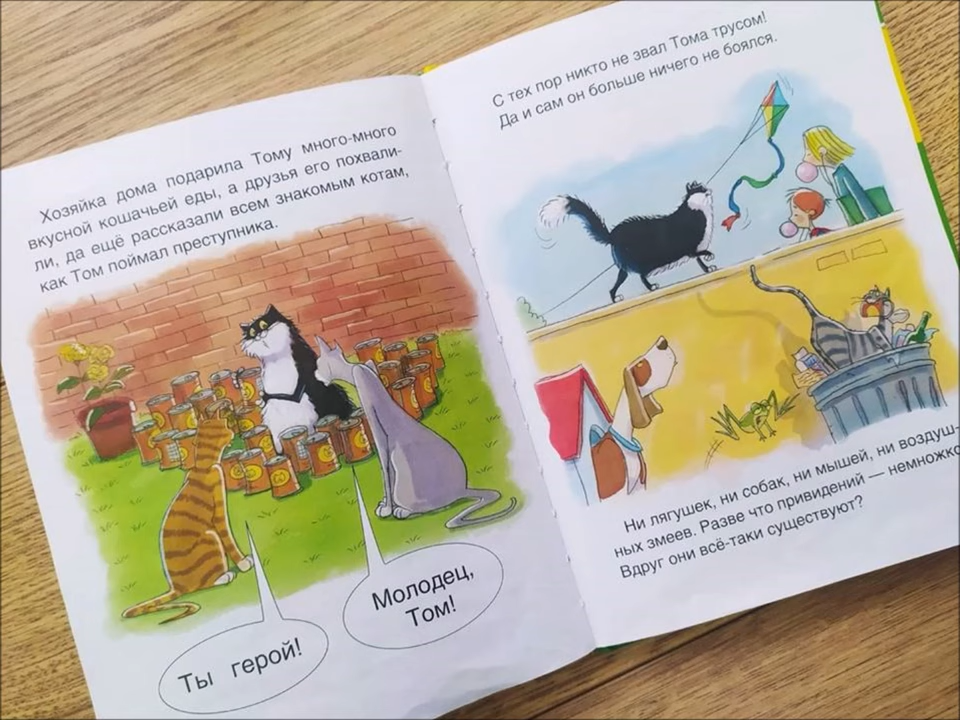 Хозяйка дома подарила Тому много-много
вкусной кошачьей еды, а друзья его похвали-
ли, да ещё рассказали всем знакомым котам,
как Том поймал преступника.
Ты герой!
Молодец,
Том!
С тех пор никто не звал Тома трусом!
Да и сам он больше ничего не боялся.
Ни лягушек, ни собак, ни мышей, ни воздуш-
ных змеев. Разве что привидений — немножко
Вдруг они всё-таки существуют?